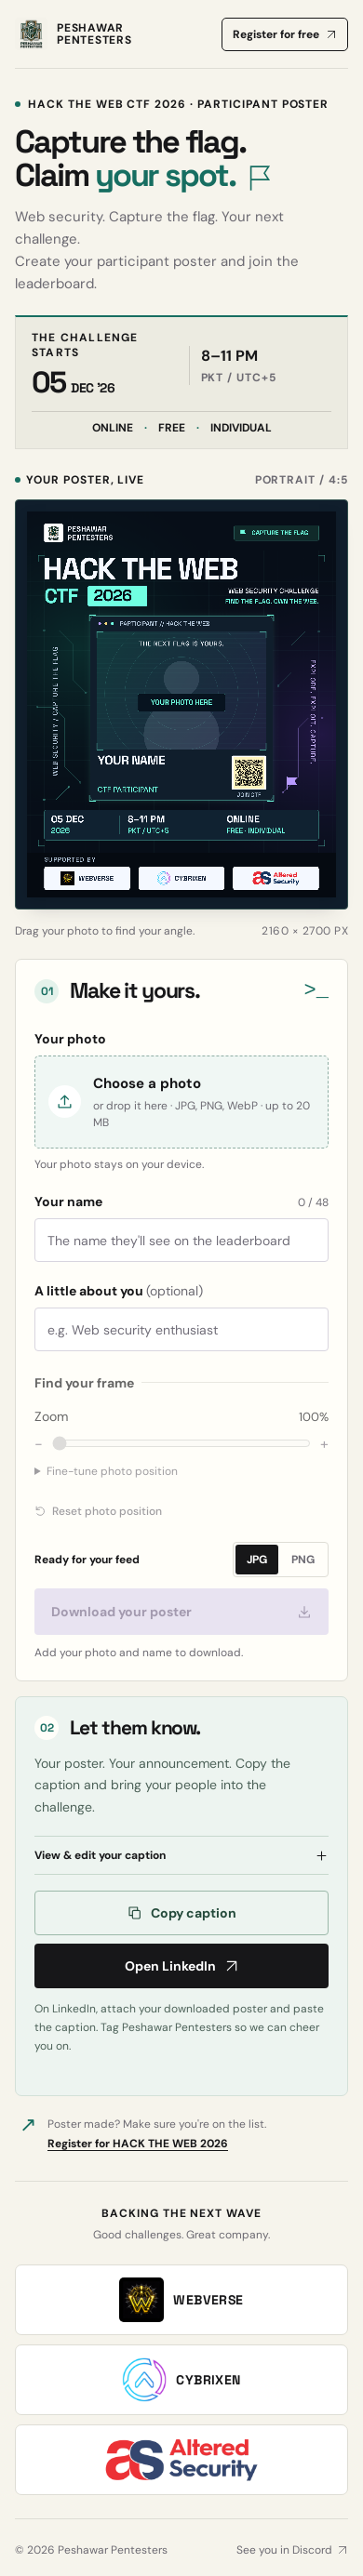 PESHAWAR
PENTESTERS
Register for free
HACK THE WEB CTF 2026 · PARTICIPANT POSTER
Capture the flag.
Claim your spot.
Web security. Capture the flag. Your next
challenge.
Create your participant poster and join the
leaderboard.
THE CHALLENGE
STARTS
05 DEC '26
8–11 PM
PKT / UTC+5
ONLINE · FREE · INDIVIDUAL
YOUR POSTER, LIVE
PORTRAIT / 4:5
PESHAWAR
PENTESTERS
CAPTURE THE FLAG
HACK THE WEB
CTF 2026
WEB SECURITY CHALLENGE
FIND THE FLAG. OWN THE WEB.
PARTICIPANT // HACK THE WEB
THE NEXT FLAG IS YOURS.
WEB SECURITY / CAPTURE THE FLAG
EXPLORE. EXPLOIT. CAPTURE.
YOUR PHOTO HERE
YOUR NAME
CTF PARTICIPANT
JOIN CTF
05 DEC
2026
8–11 PM
PKT / UTC+5
ONLINE
FREE · INDIVIDUAL
SUPPORTED BY
WEBVERSE
CYBRIXEN
Altered
Security
Drag your photo to find your angle.
2160 × 2700 PX
01
Make it yours.
>_
Your photo
Choose a photo
or drop it here · JPG, PNG, WebP · up to 20
MB
Your photo stays on your device.
Your name
0 / 48
The name they'll see on the leaderboard
A little about you (optional)
e.g. Web security enthusiast
Find your frame
Zoom
100%
−
+
Fine-tune photo position
Reset photo position
Ready for your feed
JPG
PNG
Download your poster
Add your photo and name to download.
02
Let them know.
Your poster. Your announcement. Copy the
caption and bring your people into the
challenge.
View & edit your caption
+
Copy caption
Open LinkedIn
On LinkedIn, attach your downloaded poster and paste
the caption. Tag Peshawar Pentesters so we can cheer
you on.
Poster made? Make sure you're on the list.
Register for HACK THE WEB 2026
BACKING THE NEXT WAVE
Good challenges. Great company.
WEBVERSE
CYBRIXEN
as Altered
Security
© 2026 Peshawar Pentesters
See you in Discord